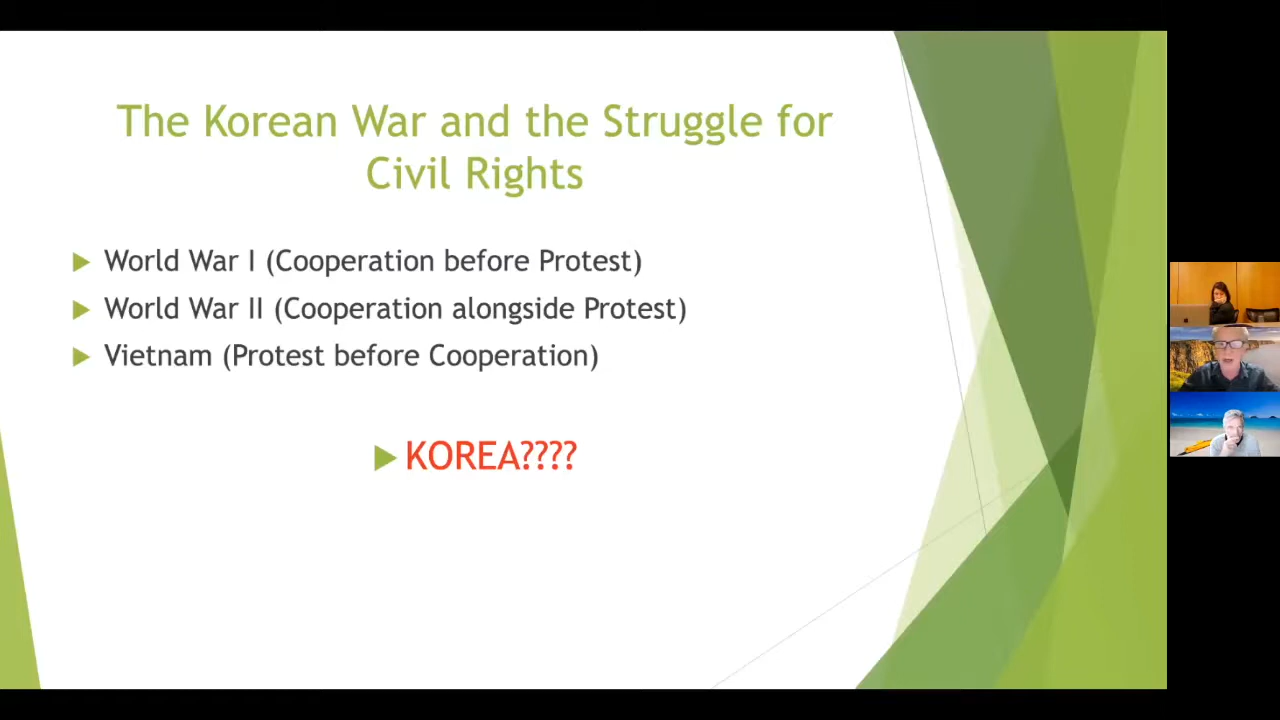 The Korean War and the Struggle for
Civil Rights
World War I (Cooperation before Protest)
World War II (Cooperation alongside Protest)
Vietnam (Protest before Cooperation)
KOREA????